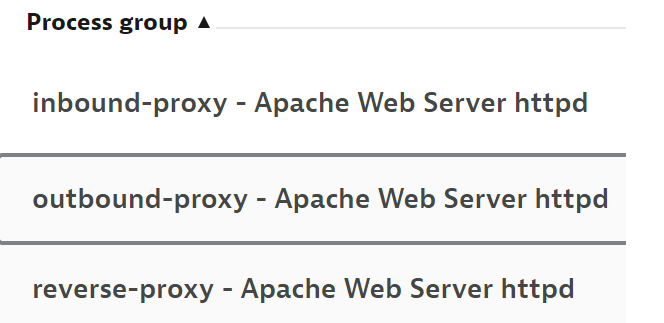 Process group ▲
inbound-proxy - Apache Web Server httpd
outbound-proxy - Apache Web Server httpd
reverse-proxy - Apache Web Server httpd